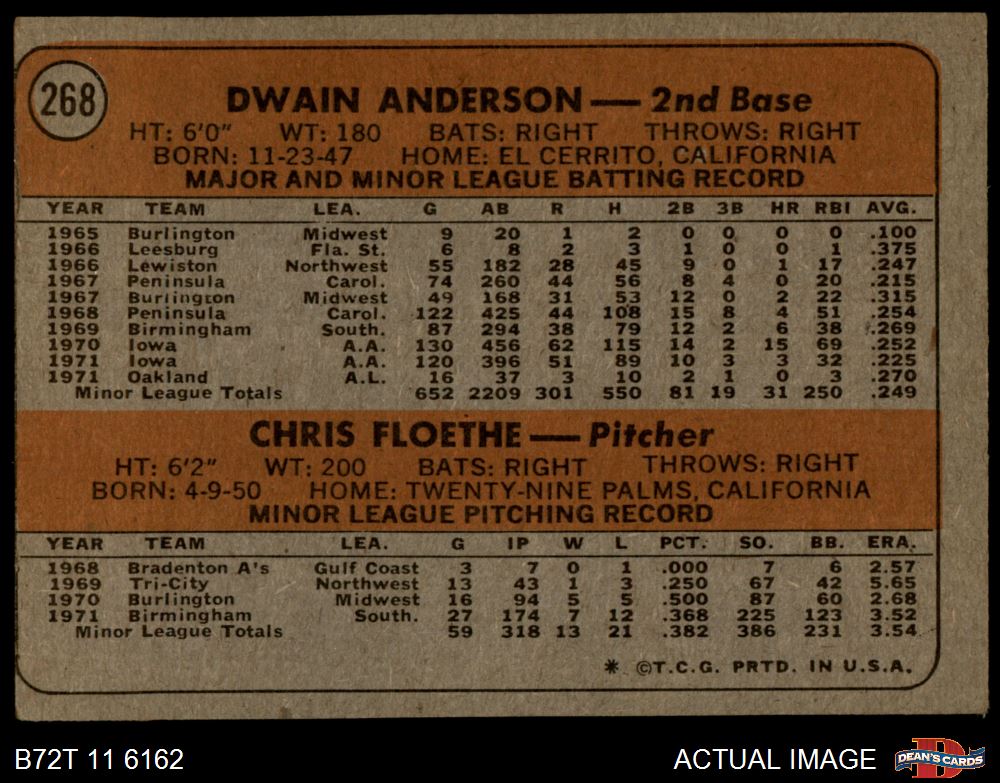 268
DWAIN ANDERSON — 2nd Base
HT: 6'0" WT: 180 BATS: RIGHT THROWS: RIGHT
BORN: 11-23-47 HOME: EL CERRITO, CALIFORNIA
MAJOR AND MINOR LEAGUE BATTING RECORD
YEAR TEAM LEA. G AB R H 2B 3B HR RBI AVG.
1965 Burlington Midwest 9 20 1 2 0 0 0 0 .100
1966 Leesburg Fla. St. 6 8 2 3 1 0 0 1 .375
1966 Lewiston Northwest 55 182 28 45 9 0 1 17 .247
1967 Peninsula Carol. 74 260 44 56 8 4 0 20 .215
1967 Burlington Midwest 49 168 31 53 12 0 2 22 .315
1968 Peninsula Carol. 122 425 44 108 15 8 4 51 .254
1969 Birmingham South. 87 294 38 79 12 2 6 38 .269
1970 Iowa A.A. 130 456 62 115 14 2 15 69 .252
1971 Iowa A.A. 120 396 51 89 10 3 3 32 .225
1971 Oakland A.L. 16 37 3 10 2 1 0 3 .270
Minor League Totals 652 2209 301 550 81 19 31 250 .249
CHRIS FLOETHE — Pitcher
HT: 6'2" WT: 200 BATS: RIGHT THROWS: RIGHT
BORN: 4-9-50 HOME: TWENTY-NINE PALMS, CALIFORNIA
MINOR LEAGUE PITCHING RECORD
YEAR TEAM LEA. G IP W L PCT. SO. BB. ERA.
1968 Bradenton A's Gulf Coast 3 7 0 1 .000 7 6 2.57
1969 Tri-City Northwest 13 43 1 3 .250 67 42 5.65
1970 Burlington Midwest 16 94 5 5 .500 87 60 2.68
1971 Birmingham South. 27 174 7 12 .368 225 123 3.52
Minor League Totals 59 318 13 21 .382 386 231 3.54
* ©T.C.G. PRTD. IN U.S.A.
B72T 11 6162 ACTUAL IMAGE D DEAN'S CARDS